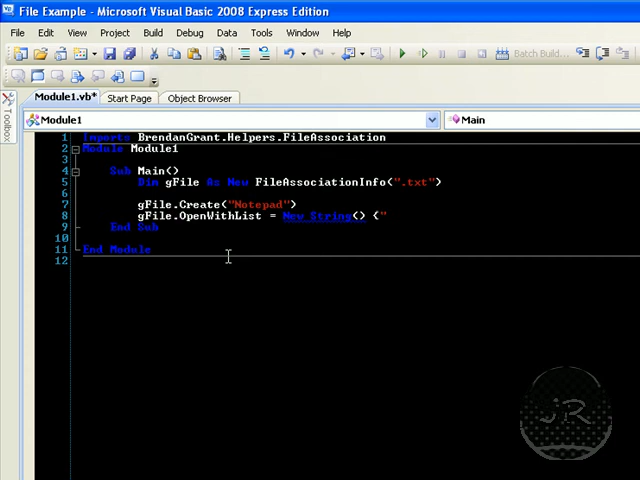 File Example - Microsoft Visual Basic 2008 Express Edition
File Edit View Project Build Debug Data Tools Window Community Help
Batch Build...
Module1.vb* Start Page Object Browser
Toolbox
Module1 Main
1 Imports BrendanGrant.Helpers.FileAssociation
2 Module Module1
3
4 Sub Main()
5 Dim gFile As New FileAssociationInfo(".txt")
6
7 gFile.Create("Notepad")
8 gFile.OpenWithList = New String() {"
9 End Sub
10
11 End Module
12
JR